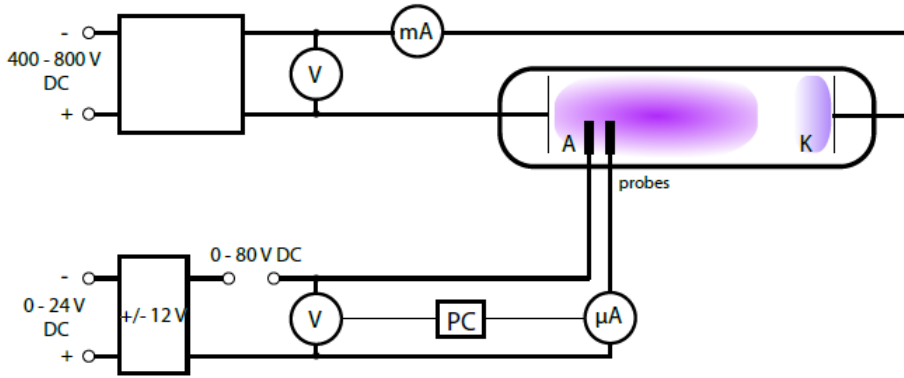 -
400 - 800 V
DC
+
V
mA
A
K
probes
0 - 80 V DC
-
0 - 24 V
DC
+
+/- 12 V
V
PC
µA